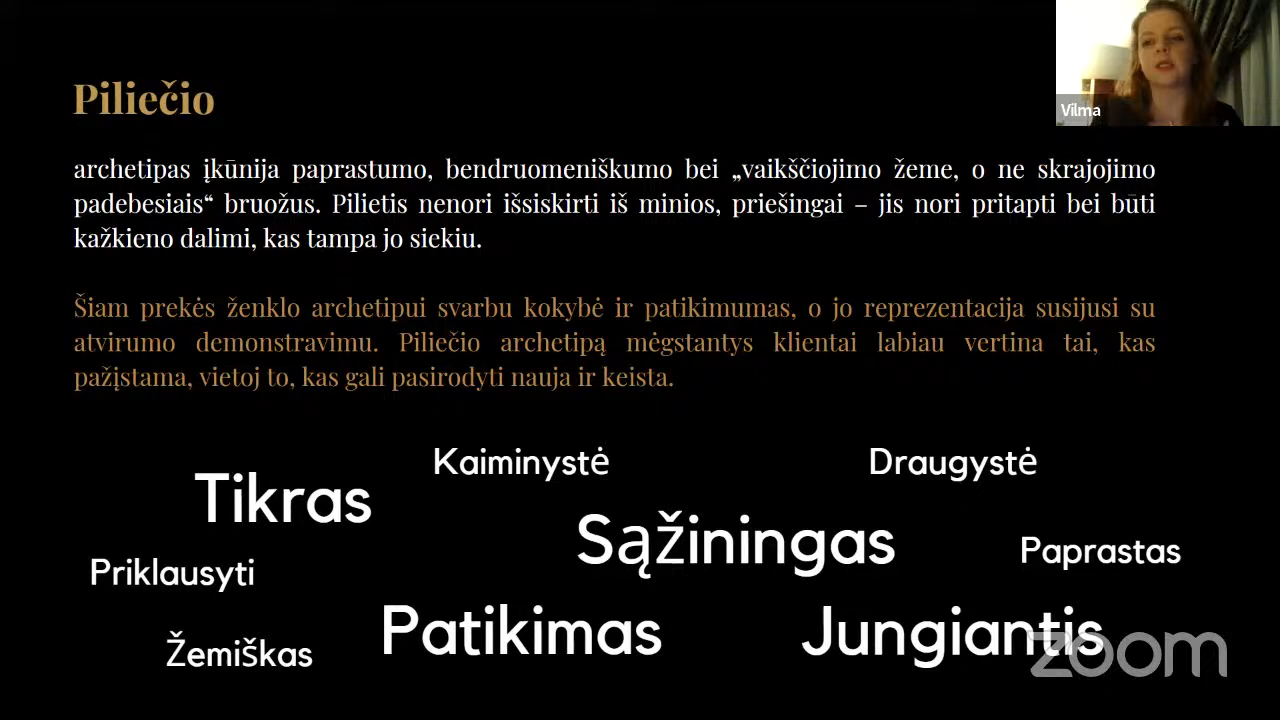 Vilma
Piliečio
archetipas įkūnija paprastumo, bendruomeniškumo bei „vaikščiojimo žeme, o ne skrajojimo
padebesiais“ bruožus. Pilietis nenori išsiskirti iš minios, priešingai – jis nori pritapti bei būti
kažkieno dalimi, kas tampa jo siekiu.
Šiam prekės ženklo archetipui svarbu kokybė ir patikimumas, o jo reprezentacija susijusi su
atvirumo demonstravimu. Piliečio archetipą mėgstantys klientai labiau vertina tai, kas
pažįstama, vietoj to, kas gali pasirodyti nauja ir keista.
Kaiminystė
Draugystė
Tikras
Sąžiningas
Paprastas
Priklausyti
Patikimas
Jungiantis
Žemiškas
zoom